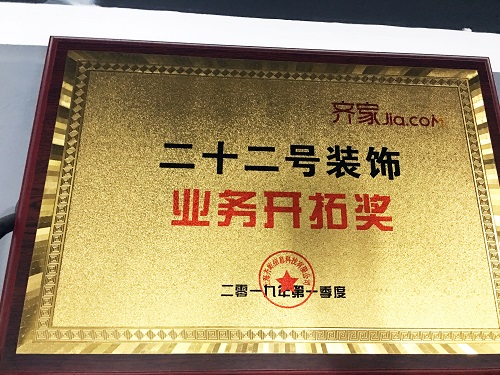 齐家Jia.coM
二十二号装饰
业务开拓奖
二零一九年第一季度